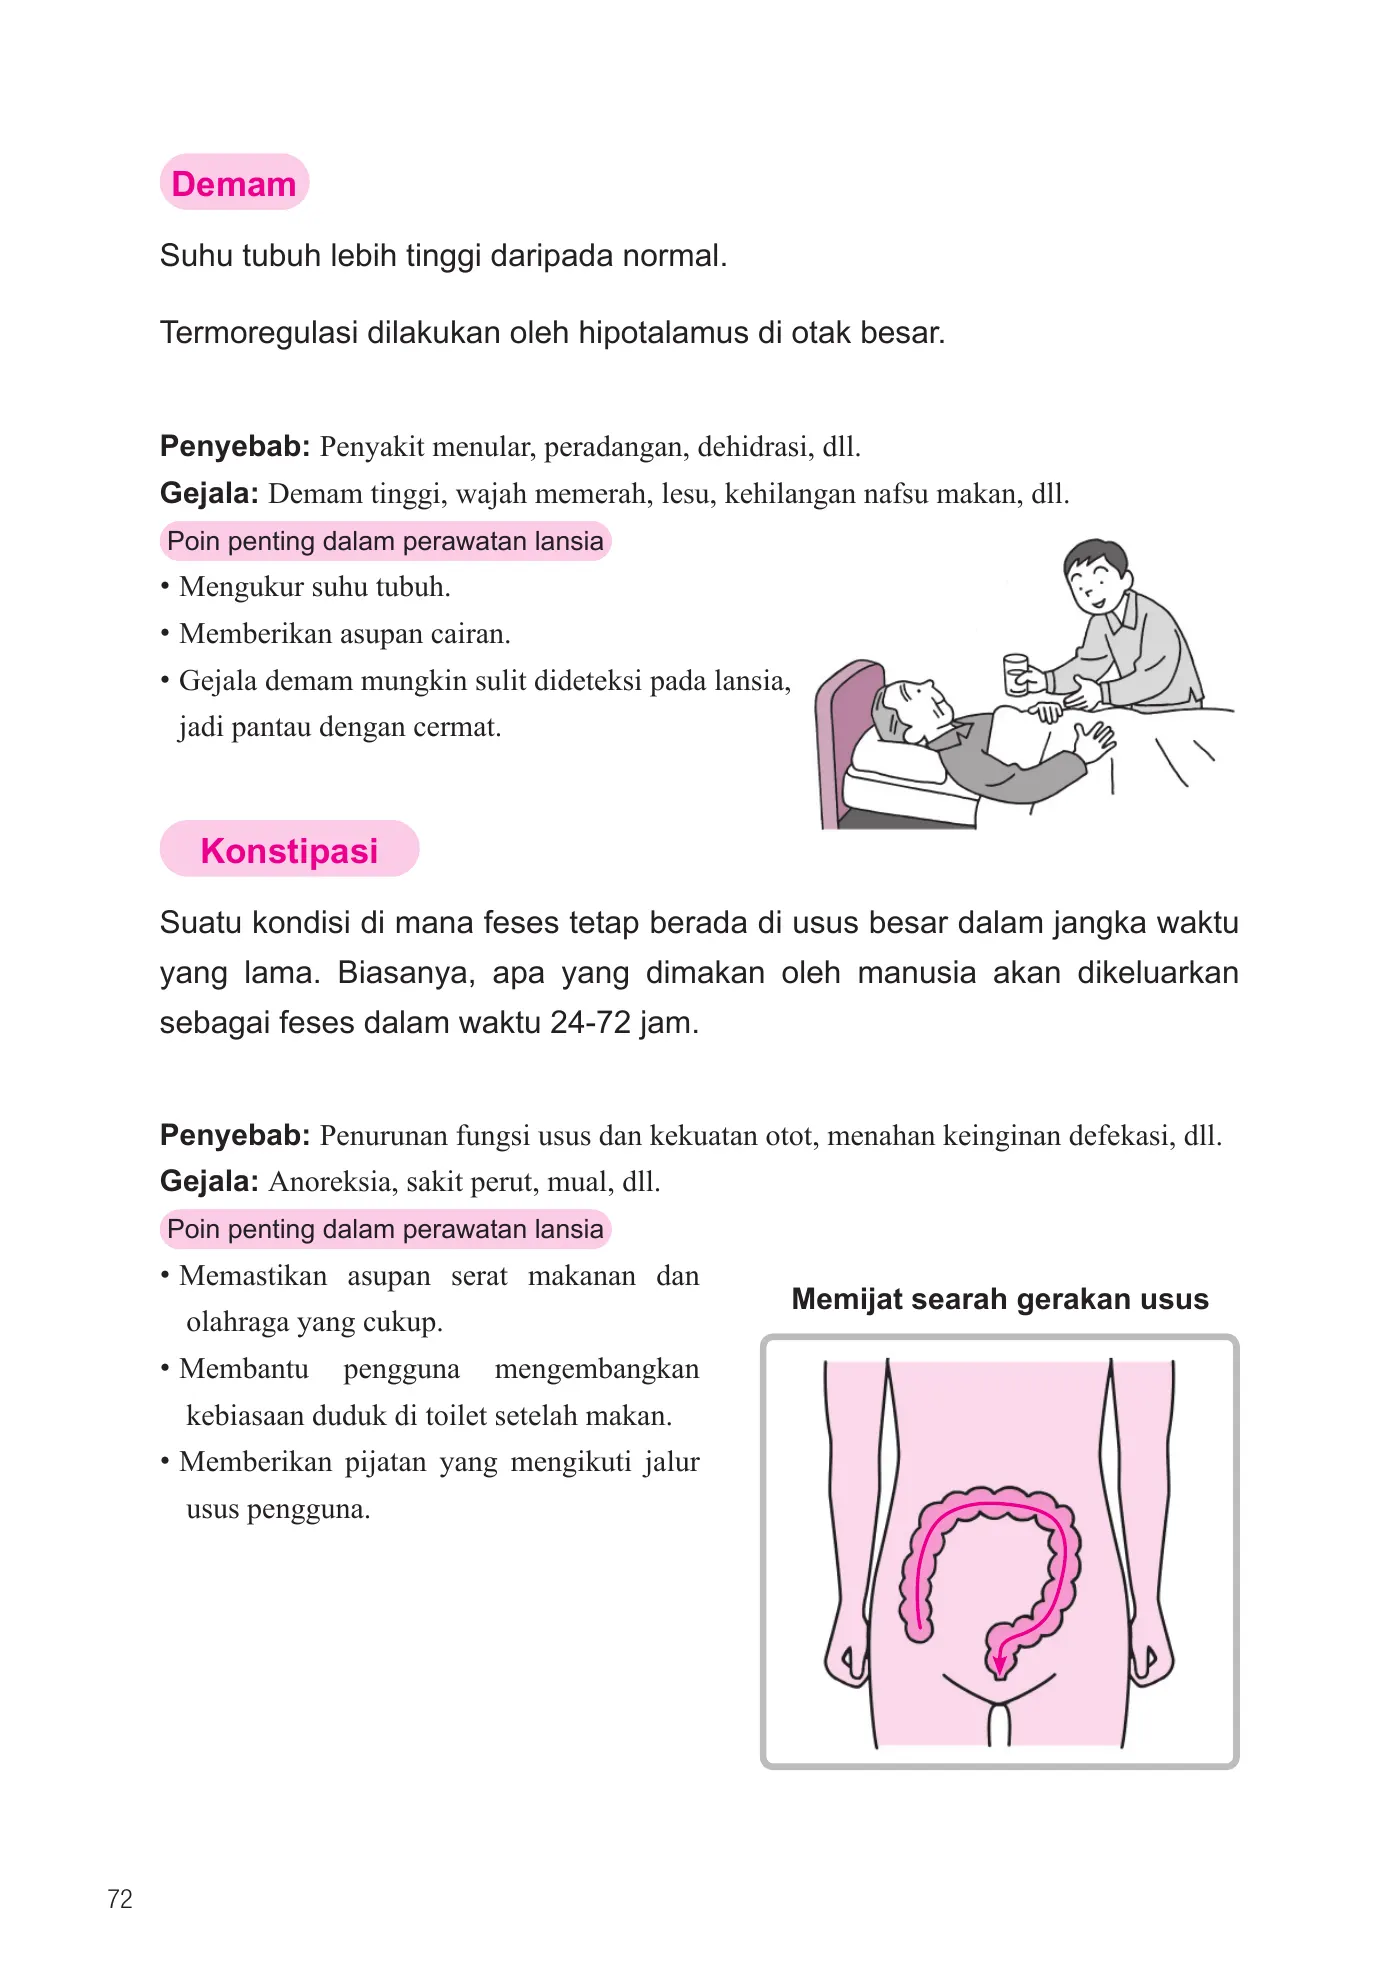 Demam
Suhu tubuh lebih tinggi daripada normal.
Termoregulasi dilakukan oleh hipotalamus di otak besar.
Penyebab: Penyakit menular, peradangan, dehidrasi, dll.
Gejala: Demam tinggi, wajah memerah, lesu, kehilangan nafsu makan, dll.
Poin penting dalam perawatan lansia
• Mengukur suhu tubuh.
• Memberikan asupan cairan.
• Gejala demam mungkin sulit dideteksi pada lansia,
jadi pantau dengan cermat.
Konstipasi
Suatu kondisi di mana feses tetap berada di usus besar dalam jangka waktu
yang lama. Biasanya, apa yang dimakan oleh manusia akan dikeluarkan
sebagai feses dalam waktu 24-72 jam.
Penyebab: Penurunan fungsi usus dan kekuatan otot, menahan keinginan defekasi, dll.
Gejala: Anoreksia, sakit perut, mual, dll.
Poin penting dalam perawatan lansia
• Memastikan asupan serat makanan dan
olahraga yang cukup.
• Membantu pengguna mengembangkan
kebiasaan duduk di toilet setelah makan.
• Memberikan pijatan yang mengikuti jalur
usus pengguna.
Memijat searah gerakan usus
72